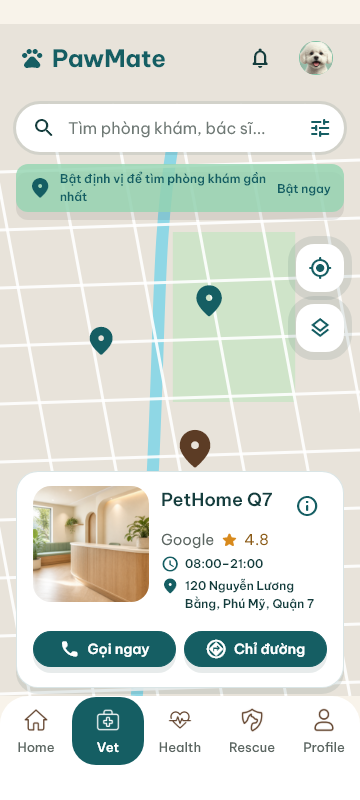 PawMate
Tìm phòng khám, bác sĩ...
Bật định vị để tìm phòng khám gần
nhất
Bật ngay
PetHome Q7
Google 4.8
08:00–21:00
120 Nguyễn Lương
Bằng, Phú Mỹ, Quận 7
Gọi ngay
Chỉ đường
Home
Vet
Health
Rescue
Profile